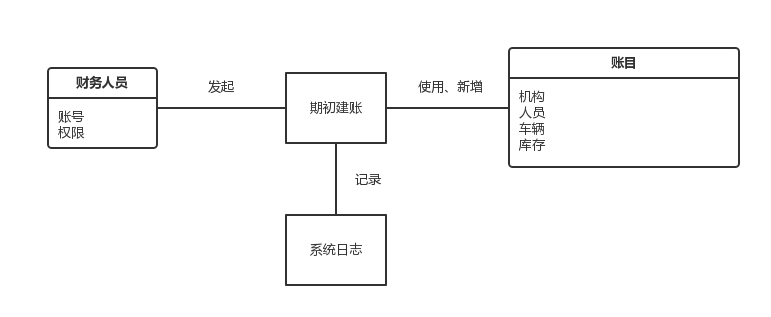 财务人员
账号
权限
发起
期初建账
使用、新增
账目
机构
人员
车辆
库存
记录
系统日志